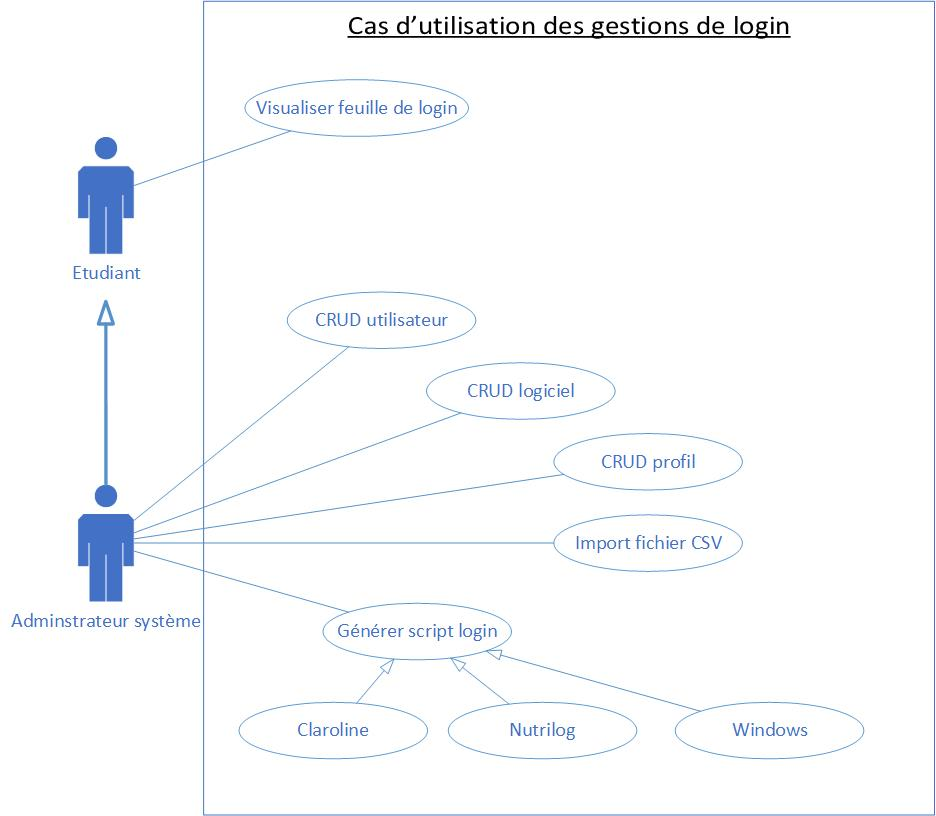 Cas d’utilisation des gestions de login
Visualiser feuille de login
Etudiant
CRUD utilisateur
CRUD logiciel
CRUD profil
Import fichier CSV
Adminstrateur système
Générer script login
Claroline
Nutrilog
Windows